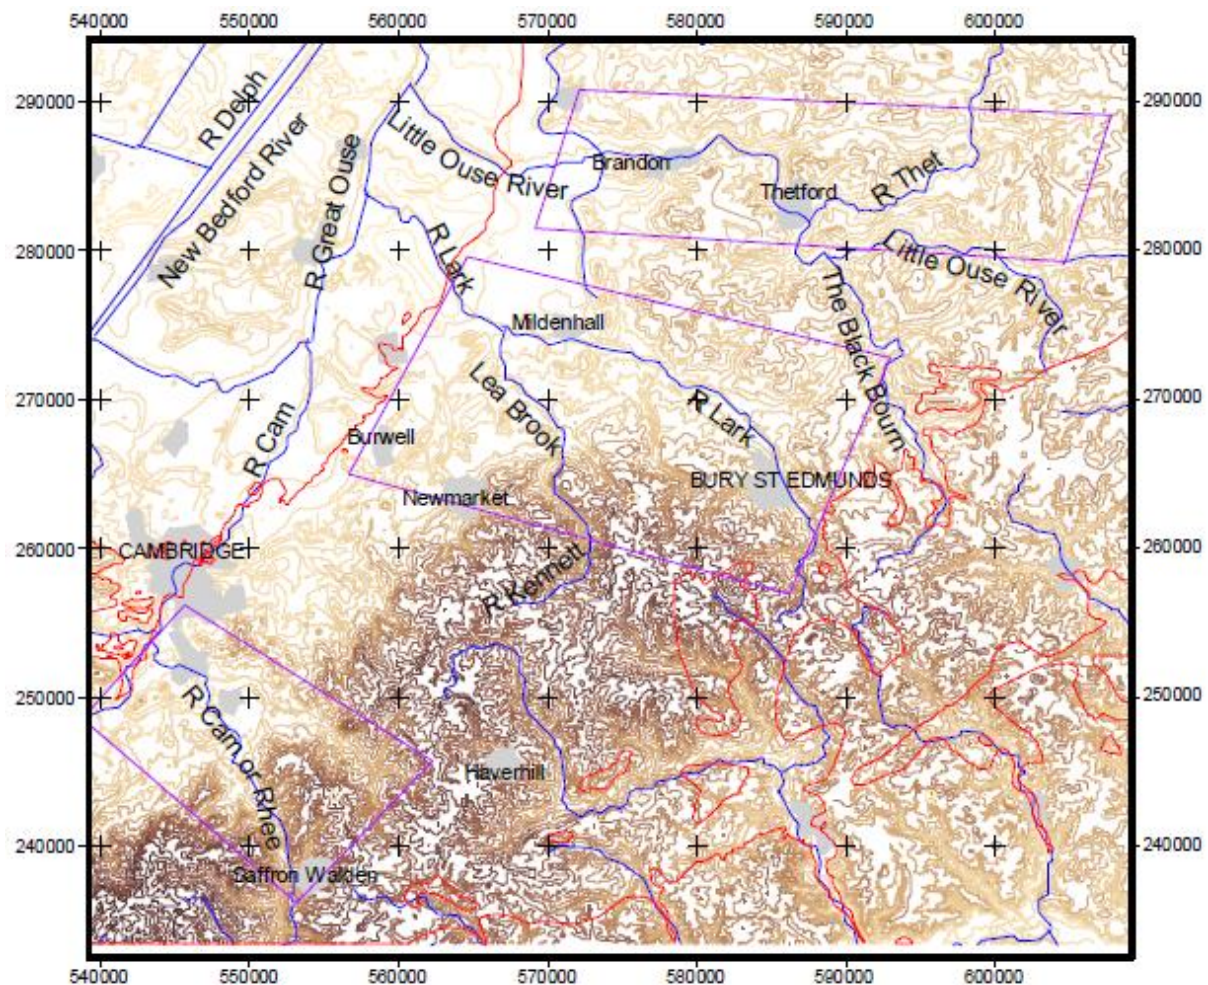 540000 550000 560000 570000 580000 590000 600000
290000 290000
R Delph
New Bedford River
R Great Ouse
Little Ouse River
Brandon
Thetford
R Thet
280000 280000
R Lark
Little Ouse River
The Black Bourn
Mildenhall
270000 270000
Lea Brook
R Lark
R Cam
Burwell
BURY ST EDMUNDS
Newmarket
260000 260000
CAMBRIDGE
R Kennett
250000 250000
R Cam or Rhee
Haverhill
240000 240000
Saffron Walden
540000 550000 560000 570000 580000 590000 600000